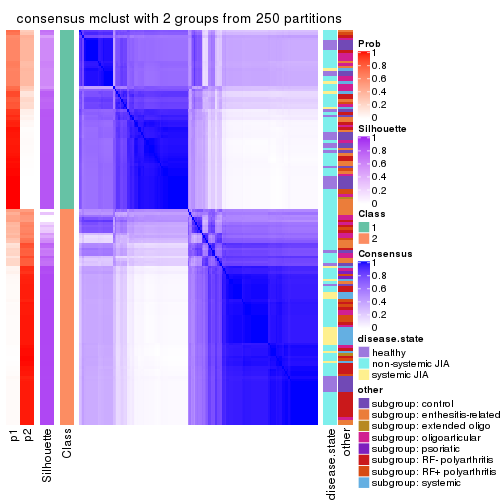 consensus mclust with 2 groups from 250 partitions
Prob
1
0.8
0.6
0.4
0.2
0
Silhouette
1
0.8
0.6
0.4
0.2
0
Class
1
2
Consensus
1
0.8
0.6
0.4
0.2
0
disease.state
healthy
non-systemic JIA
systemic JIA
other
subgroup: control
subgroup: enthesitis-related
subgroup: extended oligo
subgroup: oligoarticular
subgroup: psoriatic
subgroup: RF- polyarthritis
subgroup: RF+ polyarthritis
subgroup: systemic
p1
p2
Silhouette
Class
disease.state
other